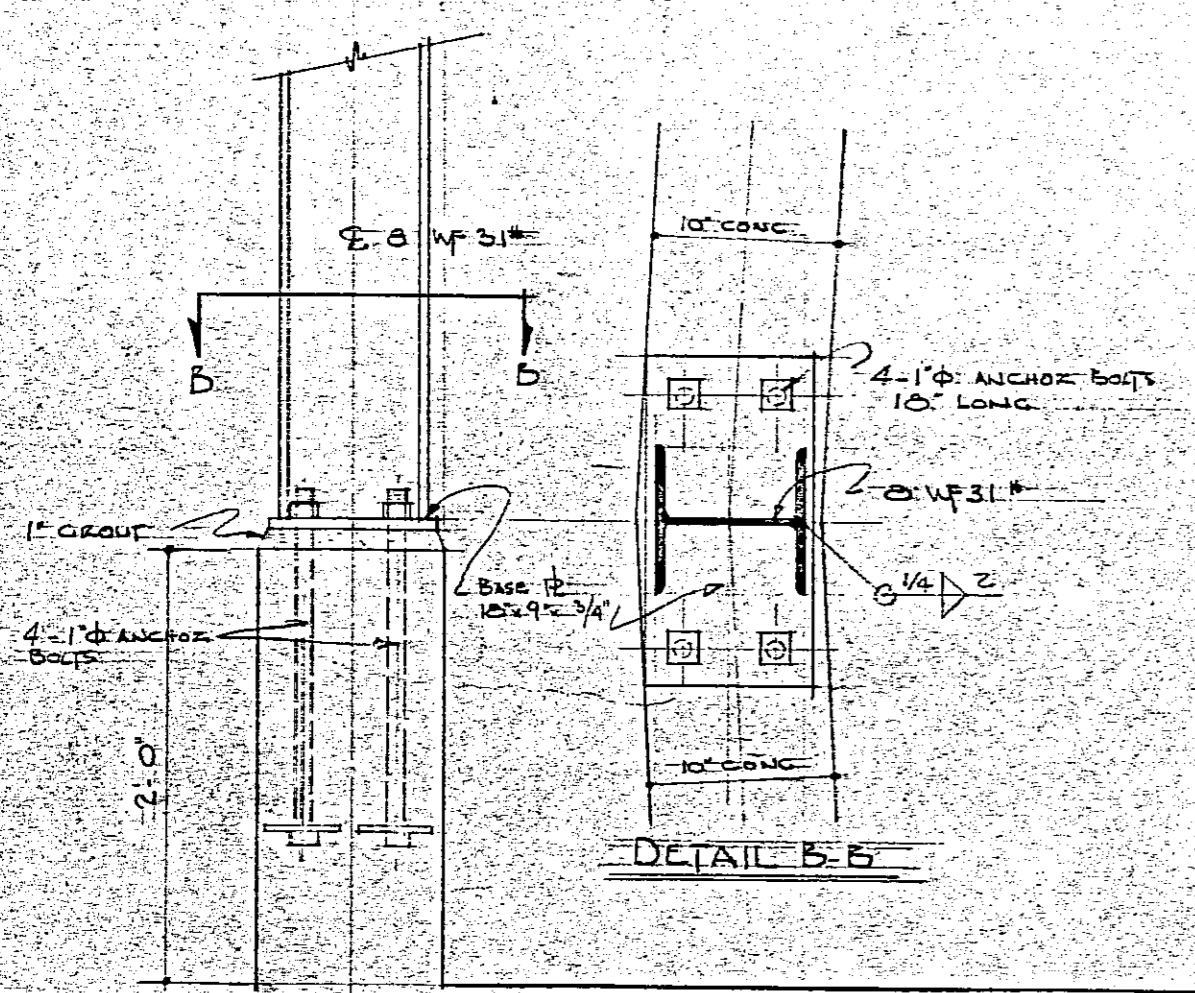 ℄ 8 WF 31#
10" CONC
B
B
4-1"Φ ANCHOR BOLTS
18" LONG
8 WF 31#
1" GROUT
BASE ℙL
18"x9"x3/4"
1/4
2
4-1"Φ ANCHOR
BOLTS
2'-0"
10" CONC
DETAIL B-B